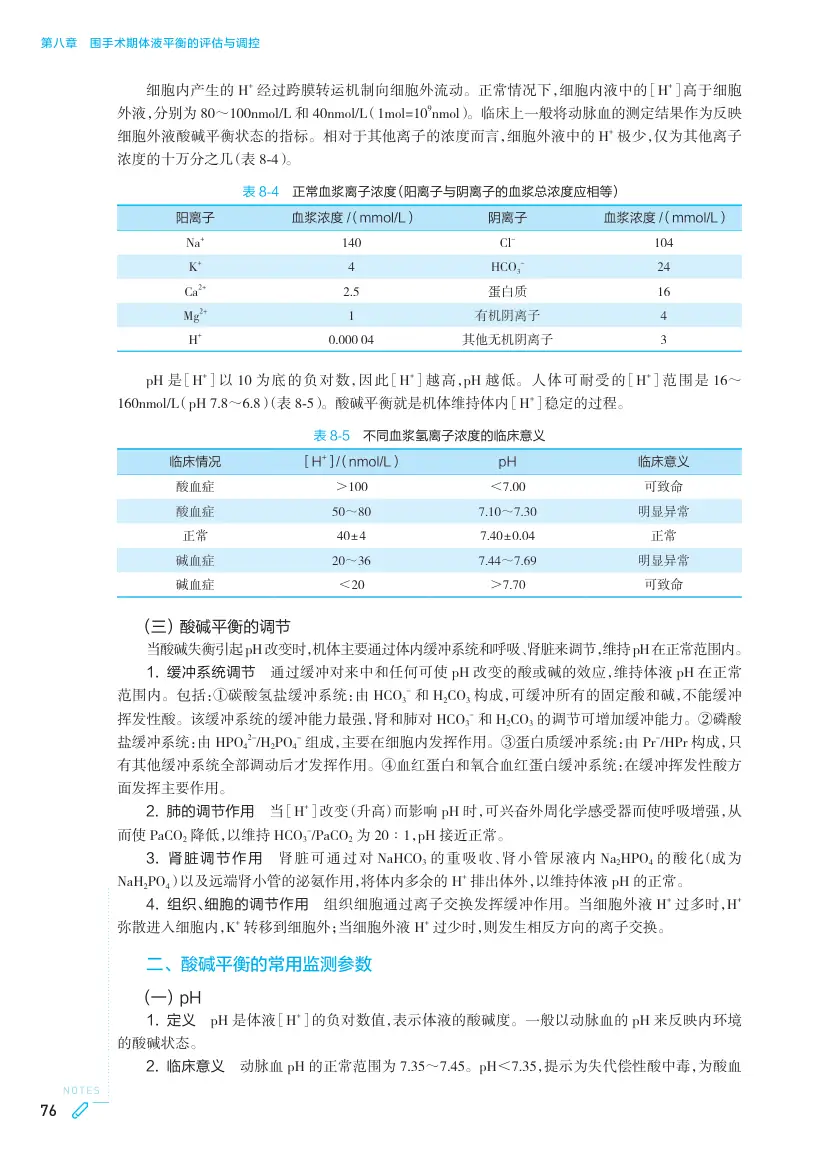 第八章 围手术期体液平衡的评估与调控
细胞内产生的 H⁺ 经过跨膜转运机制向细胞外流动。正常情况下,细胞内液中的[ H⁺ ]高于细胞
外液,分别为 80～100nmol/L 和 40nmol/L( 1mol=10⁹nmol )。临床上一般将动脉血的测定结果作为反映
细胞外液酸碱平衡状态的指标。相对于其他离子的浓度而言,细胞外液中的 H⁺ 极少,仅为其他离子
浓度的十万分之几(表 8-4)。
表 8-4 正常血浆离子浓度(阳离子与阴离子的血浆总浓度应相等)
阳离子 血浆浓度 /( mmol/L ) 阴离子 血浆浓度 /( mmol/L )
Na⁺ 140 Cl⁻ 104
K⁺ 4 HCO₃⁻ 24
Ca²⁺ 2.5 蛋白质 16
Mg²⁺ 1 有机阴离子 4
H⁺ 0.000 04 其他无机阴离子 3
pH 是[ H⁺ ]以 10 为底的负对数,因此[ H⁺ ]越高,pH 越低。人体可耐受的[ H⁺ ]范围是 16～
160nmol/L( pH 7.8～6.8 )(表 8-5)。酸碱平衡就是机体维持体内[ H⁺ ]稳定的过程。
表 8-5 不同血浆氢离子浓度的临床意义
临床情况 [ H⁺ ]/( nmol/L ) pH 临床意义
酸血症 ＞100 ＜7.00 可致命
酸血症 50～80 7.10～7.30 明显异常
正常 40±4 7.40±0.04 正常
碱血症 20～36 7.44～7.69 明显异常
碱血症 ＜20 ＞7.70 可致命
(三)酸碱平衡的调节
当酸碱失衡引起pH改变时,机体主要通过体内缓冲系统和呼吸、肾脏来调节,维持pH在正常范围内。
1. 缓冲系统调节 通过缓冲对来中和任何可使 pH 改变的酸或碱的效应,维持体液 pH 在正常
范围内。包括:①碳酸氢盐缓冲系统:由 HCO₃⁻ 和 H₂CO₃ 构成,可缓冲所有的固定酸和碱,不能缓冲
挥发性酸。该缓冲系统的缓冲能力最强,肾和肺对 HCO₃⁻ 和 H₂CO₃ 的调节可增加缓冲能力。②磷酸
盐缓冲系统:由 HPO₄²⁻/H₂PO₄⁻ 组成,主要在细胞内发挥作用。③蛋白质缓冲系统:由 Pr⁻/HPr 构成,只
有其他缓冲系统全部调动后才发挥作用。④血红蛋白和氧合血红蛋白缓冲系统:在缓冲挥发性酸方
面发挥主要作用。
2. 肺的调节作用 当[ H⁺ ]改变(升高)而影响 pH 时,可兴奋外周化学感受器而使呼吸增强,从
而使 PaCO₂ 降低,以维持 HCO₃⁻/PaCO₂ 为 20∶1,pH 接近正常。
3. 肾脏调节作用 肾脏可通过对 NaHCO₃ 的重吸收、肾小管尿液内 Na₂HPO₄ 的酸化(成为
NaH₂PO₄)以及远端肾小管的泌氨作用,将体内多余的 H⁺ 排出体外,以维持体液 pH 的正常。
4. 组织、细胞的调节作用 组织细胞通过离子交换发挥缓冲作用。当细胞外液 H⁺ 过多时,H⁺
弥散进入细胞内,K⁺ 转移到细胞外;当细胞外液 H⁺ 过少时,则发生相反方向的离子交换。
二、酸碱平衡的常用监测参数
(一)pH
1. 定义 pH 是体液[ H⁺ ]的负对数值,表示体液的酸碱度。一般以动脉血的 pH 来反映内环境
的酸碱状态。
2. 临床意义 动脉血 pH 的正常范围为 7.35～7.45。pH＜7.35,提示为失代偿性酸中毒,为酸血
NOTES
76